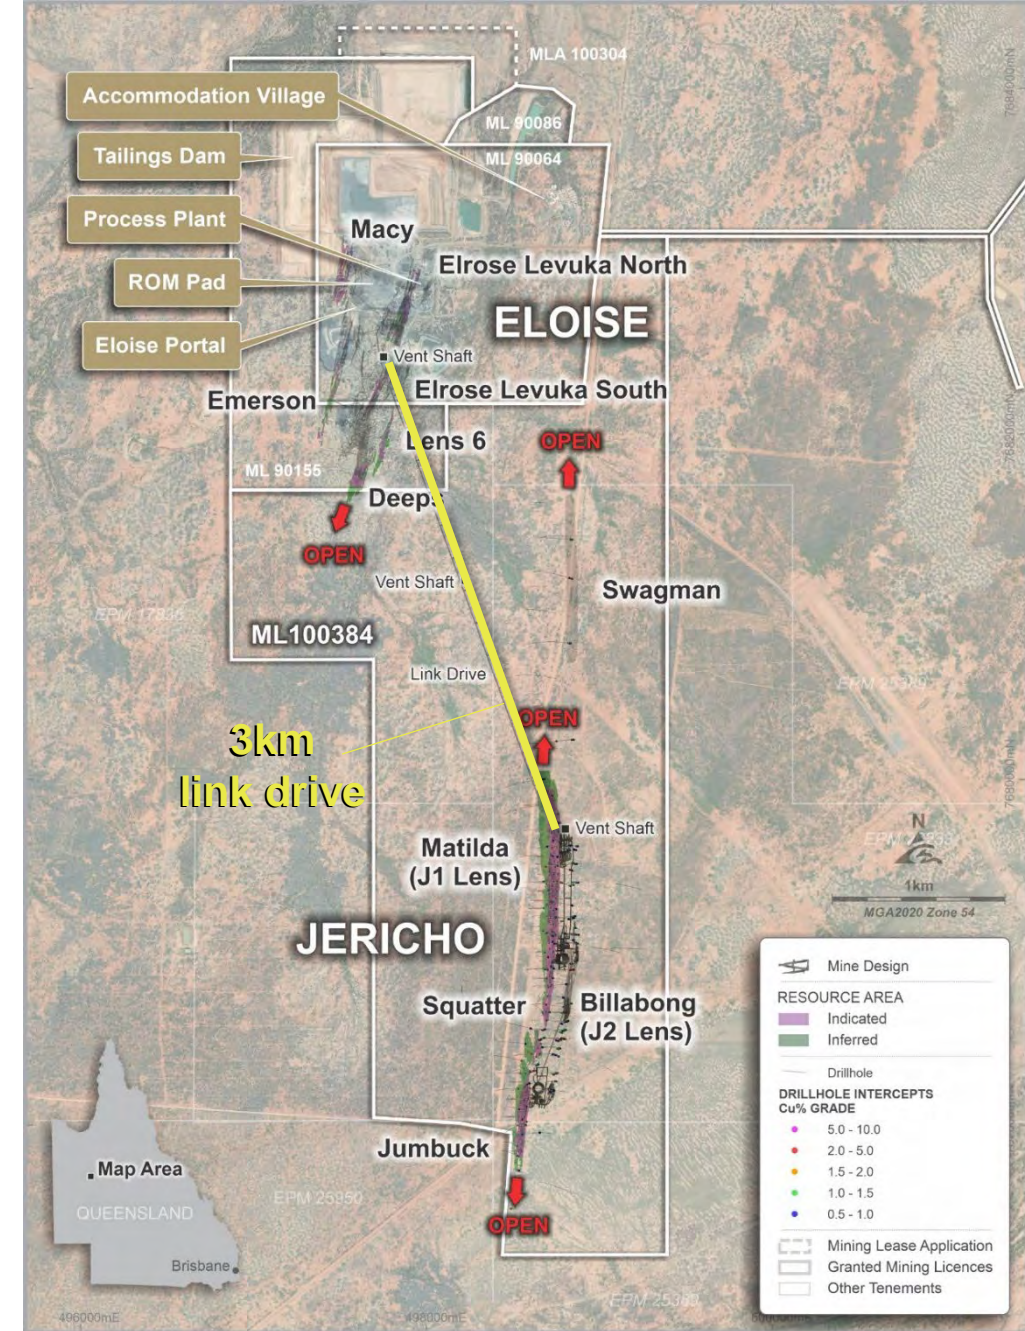 MLA 100304
Accommodation Village
ML 90086
Tailings Dam
ML 90064
Process Plant
Macy
Elrose Levuka North
ROM Pad
ELOISE
Eloise Portal
Vent Shaft
Elrose Levuka South
Emerson
Lens 6
OPEN
ML 90155
Deeps
OPEN
Vent Shaft
Swagman
EPM 17838
ML100384
Link Drive
OPEN
3km
link drive
Vent Shaft
N
1km
MGA2020 Zone 54
Matilda
(J1 Lens)
JERICHO
Squatter
Billabong
(J2 Lens)
Jumbuck
OPEN
EPM 25950
Map Area
QUEENSLAND
Brisbane
Mine Design
RESOURCE AREA
Indicated
Inferred
Drillhole
DRILLHOLE INTERCEPTS
Cu% GRADE
5.0 - 10.0
2.0 - 5.0
1.5 - 2.0
1.0 - 1.5
0.5 - 1.0
Mining Lease Application
Granted Mining Licences
Other Tenements
496000mE
498000mE
7684000mN